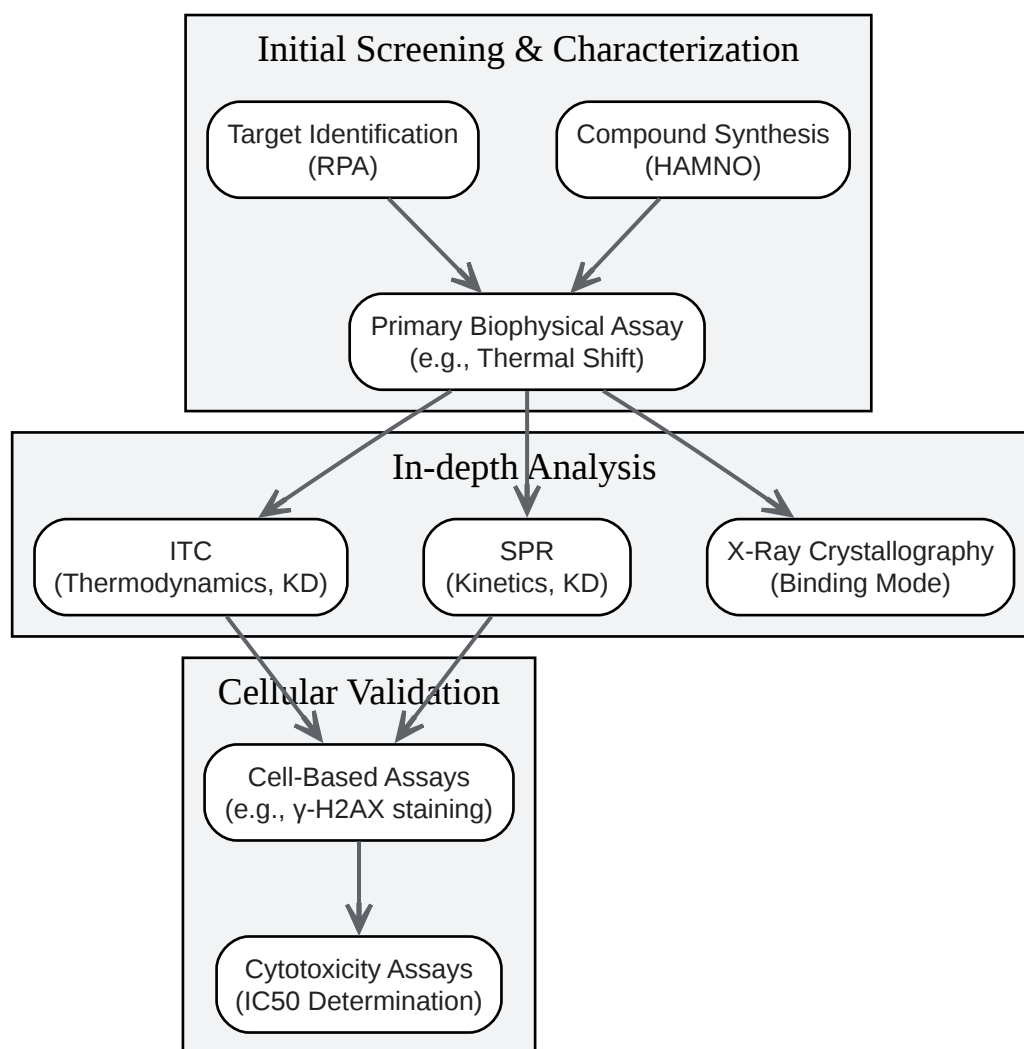 Initial Screening & Characterization
Target Identification
(RPA)
Compound Synthesis
(HAMNO)
Primary Biophysical Assay
(e.g., Thermal Shift)
In-depth Analysis
ITC
(Thermodynamics, KD)
SPR
(Kinetics, KD)
X-Ray Crystallography
(Binding Mode)
Cellular Validation
Cell-Based Assays
(e.g., γ-H2AX staining)
Cytotoxicity Assays
(IC50 Determination)